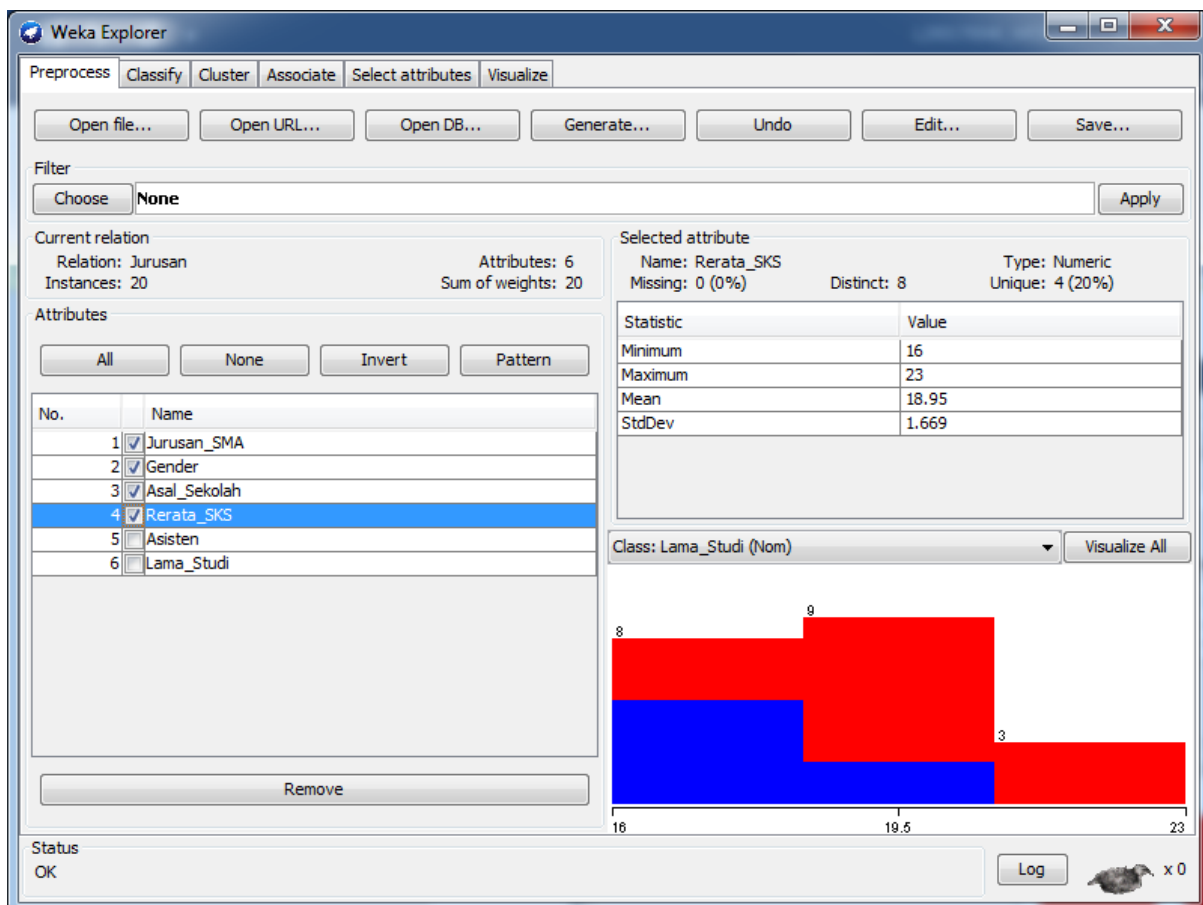 Weka Explorer
Preprocess Classify Cluster Associate Select attributes Visualize
Open file... Open URL... Open DB... Generate... Undo Edit... Save...
Filter
Choose None Apply
Current relation
Relation: Jurusan Attributes: 6
Instances: 20 Sum of weights: 20
Attributes
All None Invert Pattern
No. Name
1 Jurusan_SMA
2 Gender
3 Asal_Sekolah
4 Rerata_SKS
5 Asisten
6 Lama_Studi
Remove
Selected attribute
Name: Rerata_SKS Type: Numeric
Missing: 0 (0%) Distinct: 8 Unique: 4 (20%)
Statistic Value
Minimum 16
Maximum 23
Mean 18.95
StdDev 1.669
Class: Lama_Studi (Nom) Visualize All
8
9
3
16 19.5 23
Status
OK
Log x 0